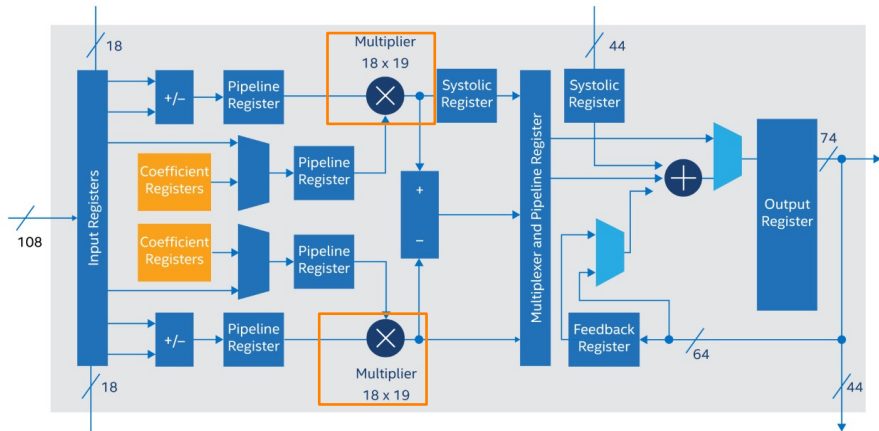 18
44
Multiplier
18 x 19
+/−
Pipeline
Register
Systolic
Register
Systolic
Register
Input Registers
Coefficient
Registers
Pipeline
Register
+
−
Multiplexer and Pipeline Register
74
Output
Register
108
Coefficient
Registers
Pipeline
Register
+/−
Pipeline
Register
Feedback
Register
64
Multiplier
18 x 19
18
44